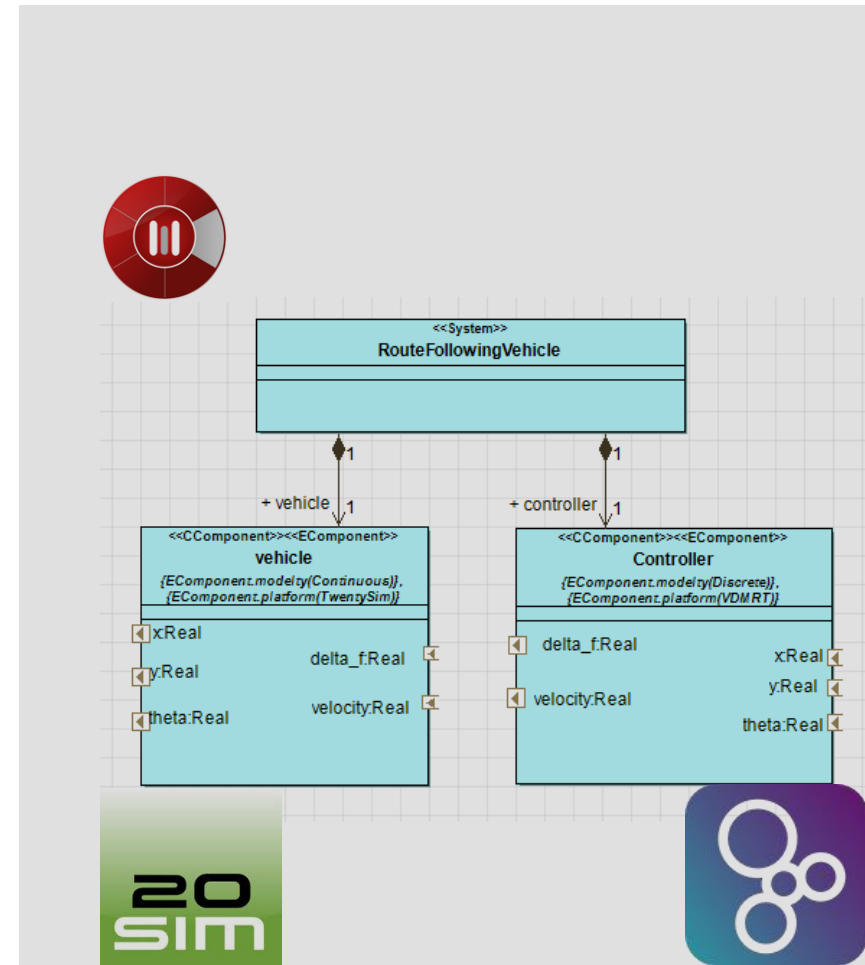 <<System>>
RouteFollowingVehicle
1
1
+ vehicle
1
+ controller
1
<<CComponent>><<EComponent>>
vehicle
{EComponent.modelty(Continuous)},
{EComponent.platform(TwentySim)}
x:Real
y:Real
theta:Real
delta_f:Real
velocity:Real
<<CComponent>><<EComponent>>
Controller
{EComponent.modelty(Discrete)},
{EComponent.platform(VDMRT)}
delta_f:Real
velocity:Real
x:Real
y:Real
theta:Real
20
SIM